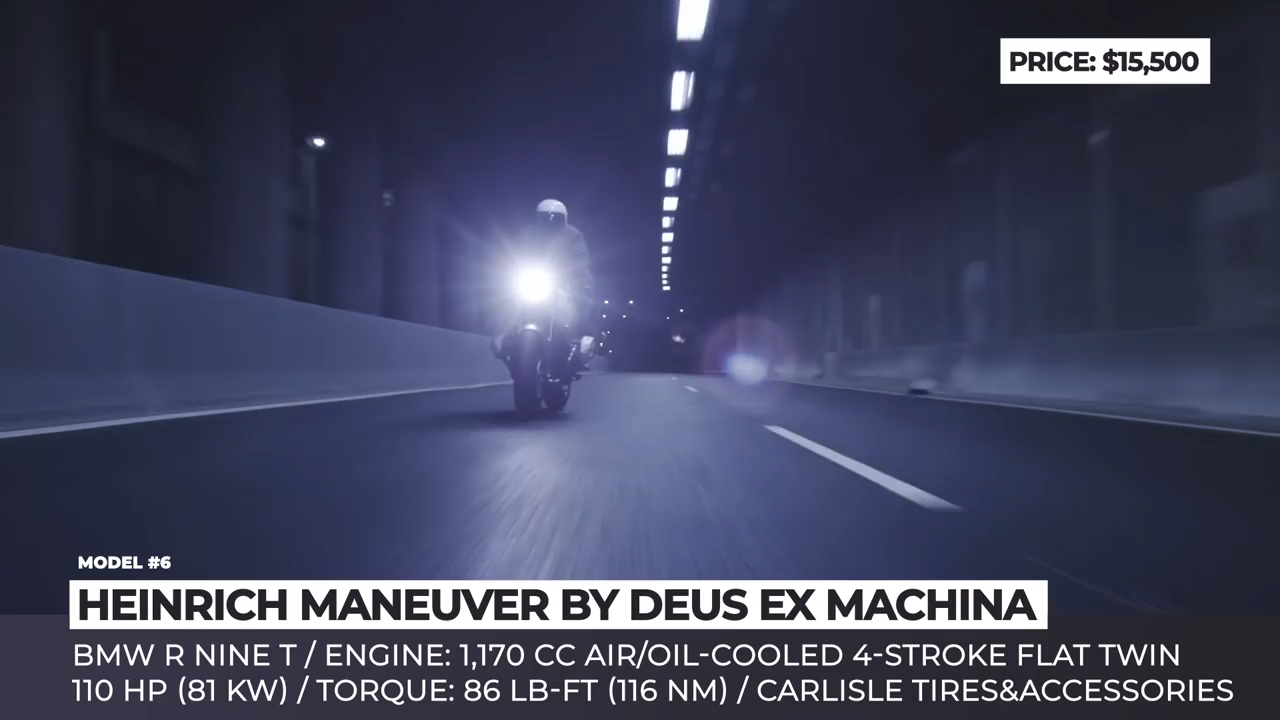 PRICE: $15,500
MODEL #6
HEINRICH MANEUVER BY DEUS EX MACHINA
BMW R NINE T / ENGINE: 1,170 CC AIR/OIL-COOLED 4-STROKE FLAT TWIN
110 HP (81 KW) / TORQUE: 86 LB-FT (116 NM) / CARLISLE TIRES&ACCESSORIES